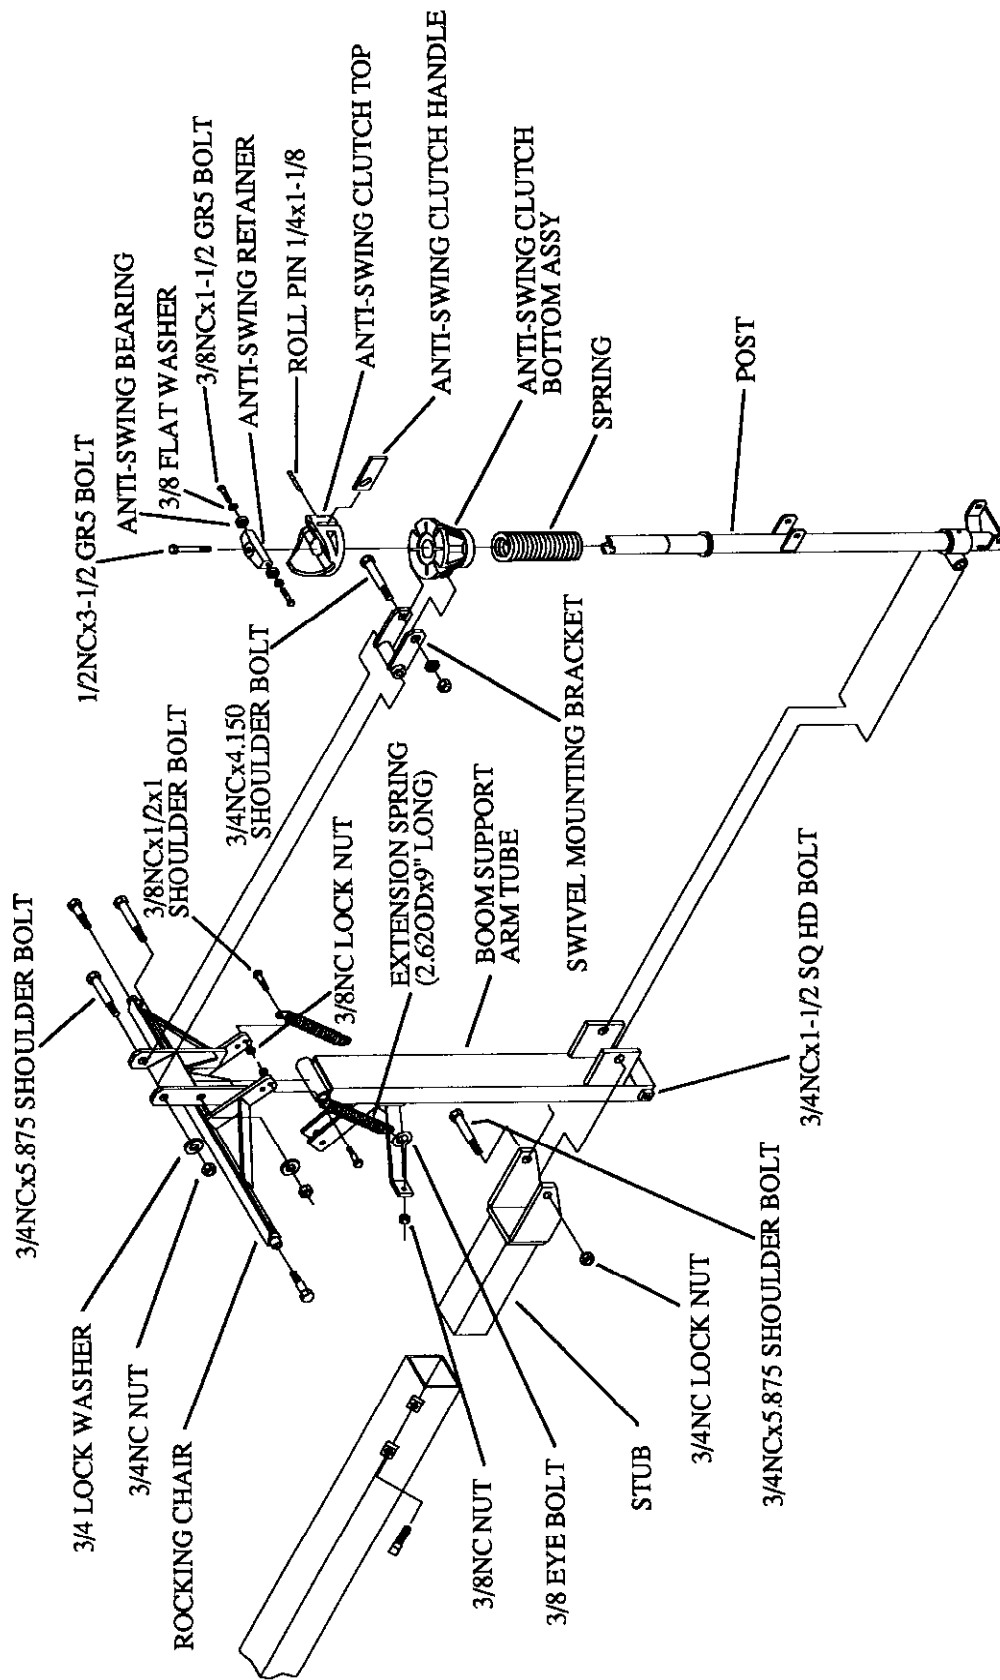 1/2NCx3-1/2 GR5 BOLT
ANTI-SWING BEARING
3/8 FLAT WASHER
3/8NCx1-1/2 GR5 BOLT
ANTI-SWING RETAINER
ROLL PIN 1/4x1-1/8
ANTI-SWING CLUTCH TOP
ANTI-SWING CLUTCH HANDLE
ANTI-SWING CLUTCH
BOTTOM ASSY
SPRING
POST
3/4NCx5.875 SHOULDER BOLT
3/8NCx1/2x1
SHOULDER BOLT
3/4NCx4.150
SHOULDER BOLT
3/8NC LOCK NUT
EXTENSION SPRING
(2.62ODx9" LONG)
BOOM SUPPORT
ARM TUBE
SWIVEL MOUNTING BRACKET
3/4NCx1-1/2 SQ HD BOLT
3/4 LOCK WASHER
3/4NC NUT
ROCKING CHAIR
3/8NC NUT
3/8 EYE BOLT
STUB
3/4NC LOCK NUT
3/4NCx5.875 SHOULDER BOLT